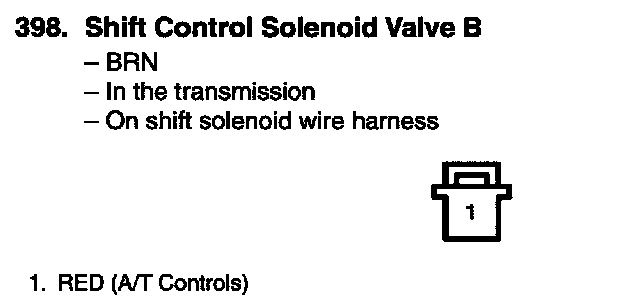 398. Shift Control Solenoid Valve B
– BRN
– In the transmission
– On shift solenoid wire harness
1
1. RED (A/T Controls)